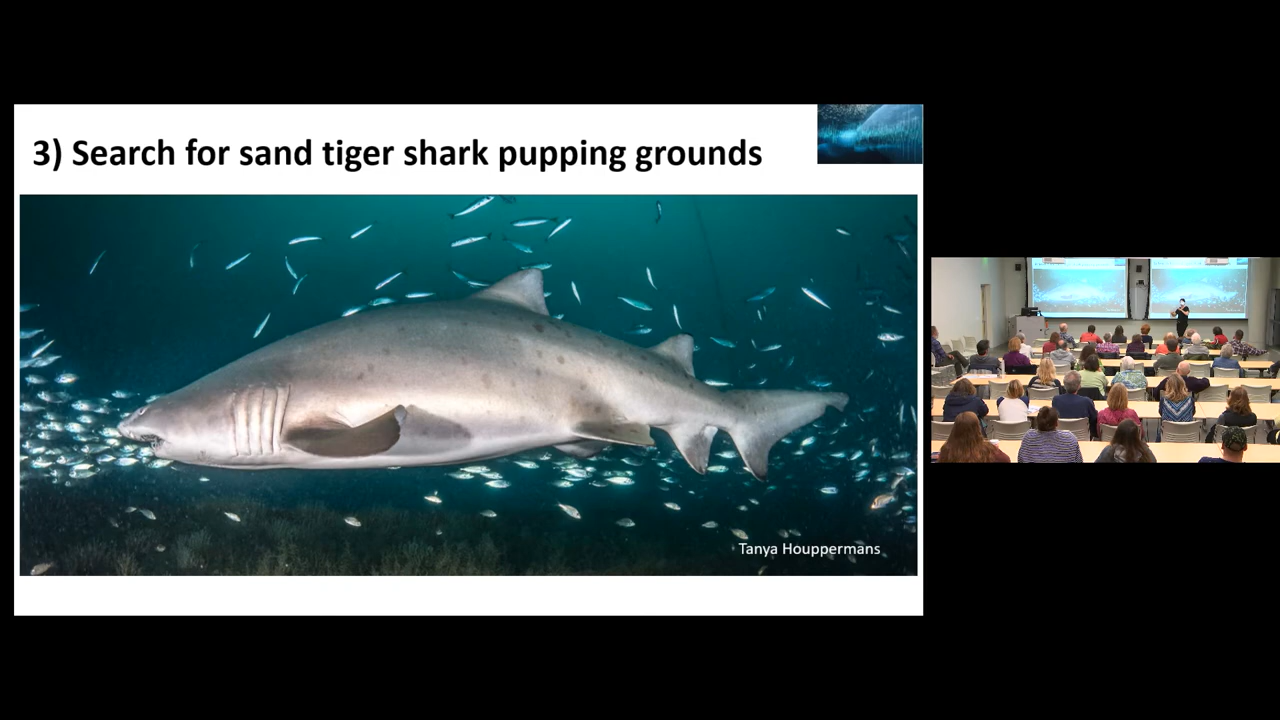 3) Search for sand tiger shark pupping grounds
Tanya Houppermans